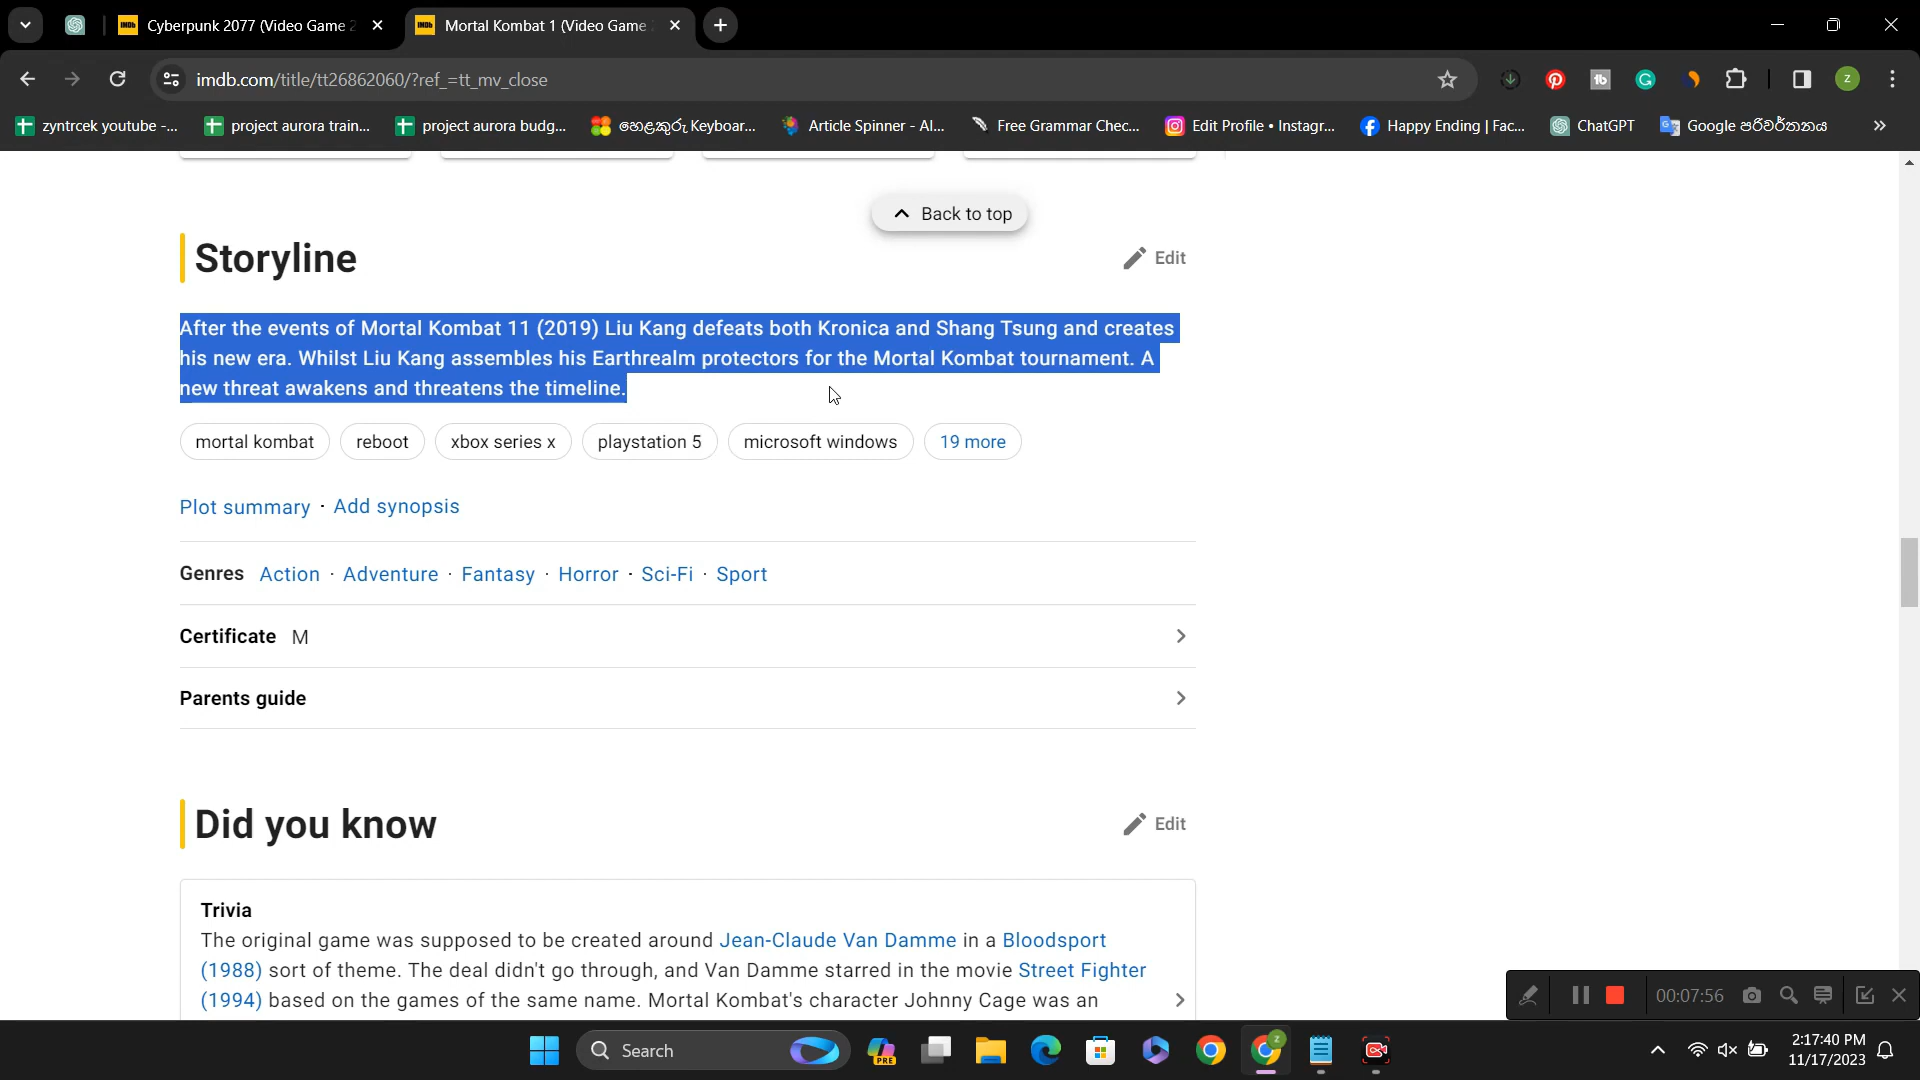 Cyberpunk 2077 (Video Game 2
Mortal Kombat 1 (Video Game
imdb.com/title/tt26862060/?ref_=tt_mv_close
zyntrcek youtube -...
project aurora train...
project aurora budg...
හෙළකුරු Keyboar...
Article Spinner - AI...
Free Grammar Chec...
Edit Profile • Instagr...
Happy Ending | Fac...
ChatGPT
Google පරිවර්තනය
Back to top
Storyline
Edit
After the events of Mortal Kombat 11 (2019) Liu Kang defeats both Kronica and Shang Tsung and creates
his new era. Whilst Liu Kang assembles his Earthrealm protectors for the Mortal Kombat tournament. A
new threat awakens and threatens the timeline.
mortal kombat
reboot
xbox series x
playstation 5
microsoft windows
19 more
Plot summary · Add synopsis
Genres Action · Adventure · Fantasy · Horror · Sci-Fi · Sport
Certificate M
Parents guide
Did you know
Edit
Trivia
The original game was supposed to be created around Jean-Claude Van Damme in a Bloodsport
(1988) sort of theme. The deal didn't go through, and Van Damme starred in the movie Street Fighter
(1994) based on the games of the same name. Mortal Kombat's character Johnny Cage was an
00:07:56
Search
PRE
2:17:40 PM
11/17/2023